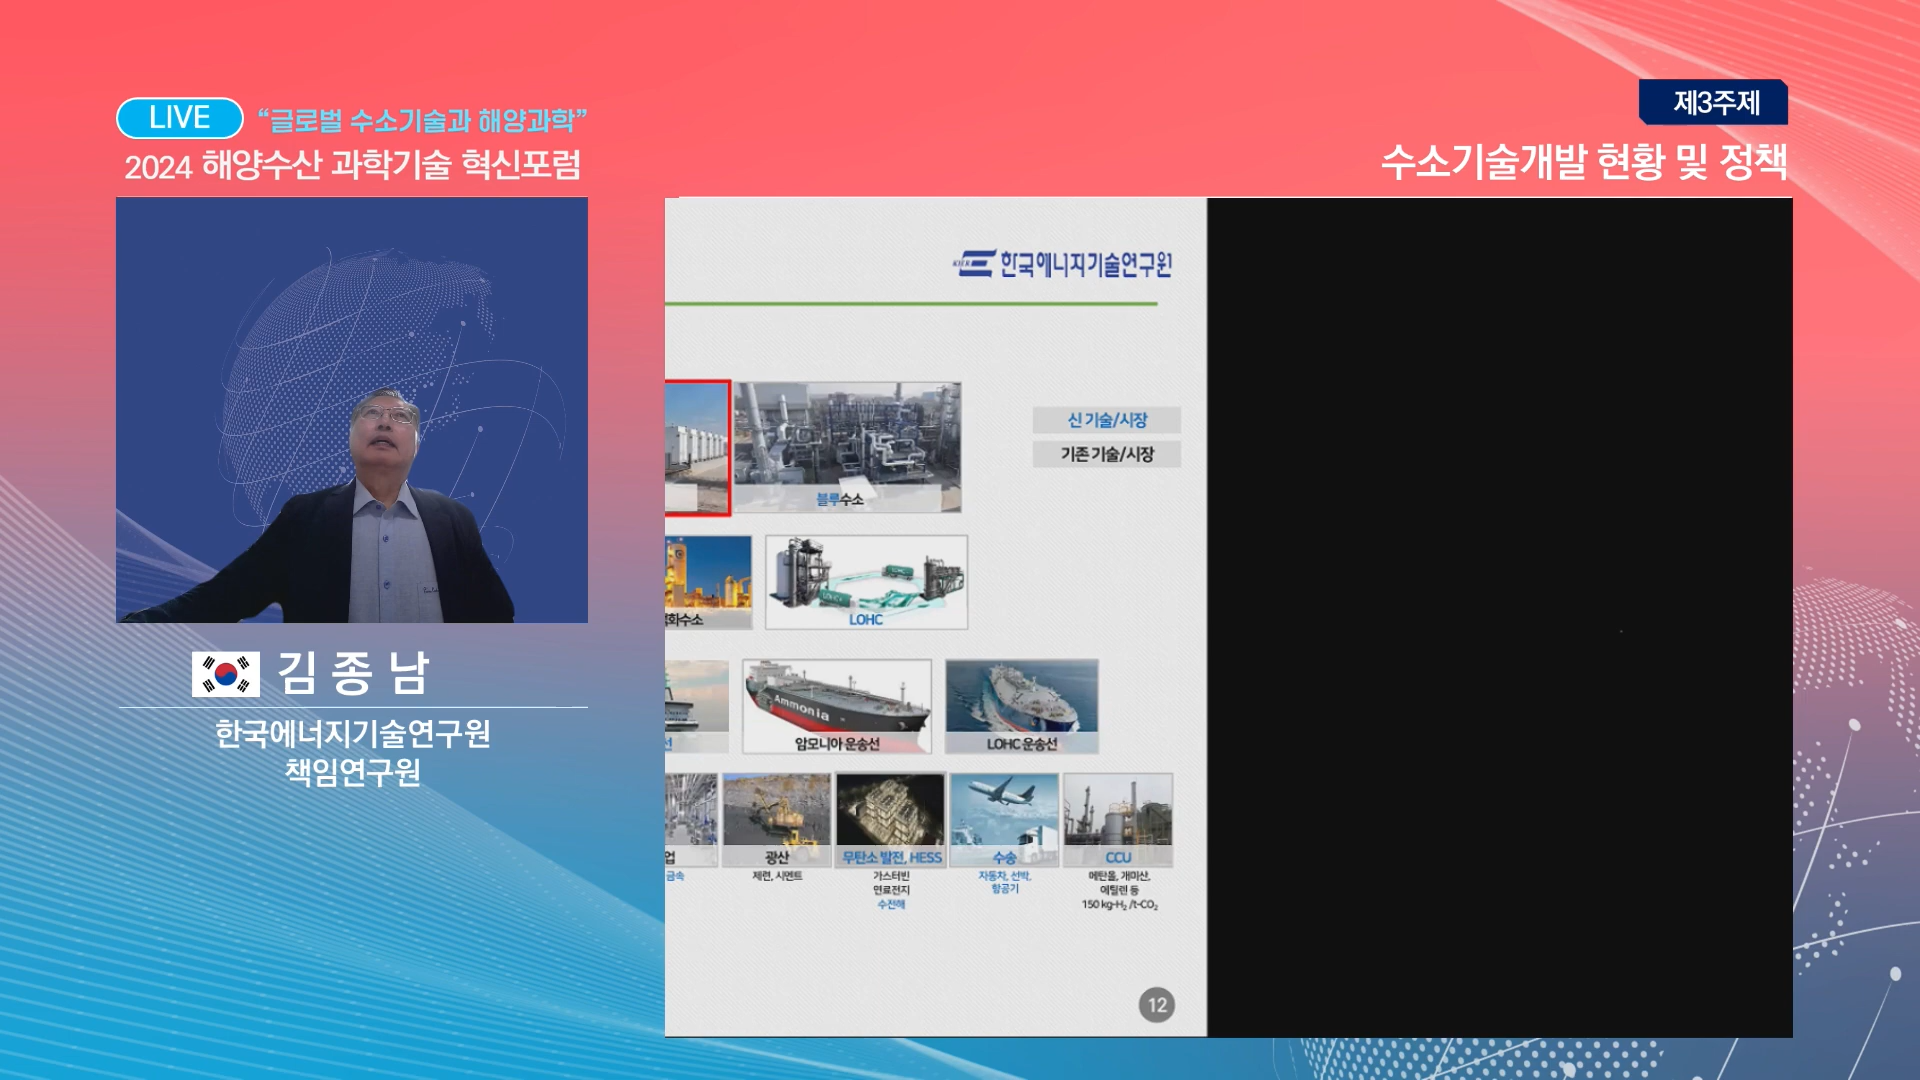 LIVE
“글로벌 수소기술과 해양과학”
2024 해양수산 과학기술 혁신포럼
제3주제
수소기술개발 현황 및 정책
한국에너지기술연구원
신 기술/시장
기존 기술/시장
블루수소
화수소
LOHC
Ammonia
암모니아 운송선
LOHC 운송선
업
광산
무탄소 발전, HESS
수송
CCU
금속
제련, 시멘트
가스터빈
연료전지
수전해
자동차, 선박,
항공기
메탄올, 개미산,
에틸렌 등
150 kg-H₂ /t-CO₂
12
김종남
한국에너지기술연구원
책임연구원